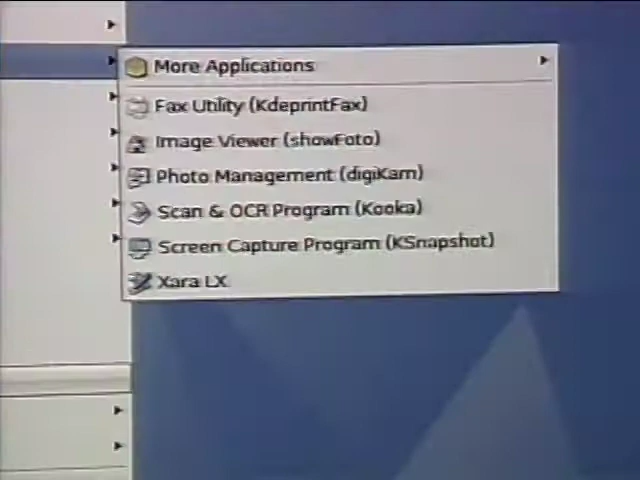 More Applications
Fax Utility (KdeprintFax)
Image Viewer (showFoto)
Photo Management (digiKam)
Scan & OCR Program (Kooka)
Screen Capture Program (KSnapshot)
Xara LX